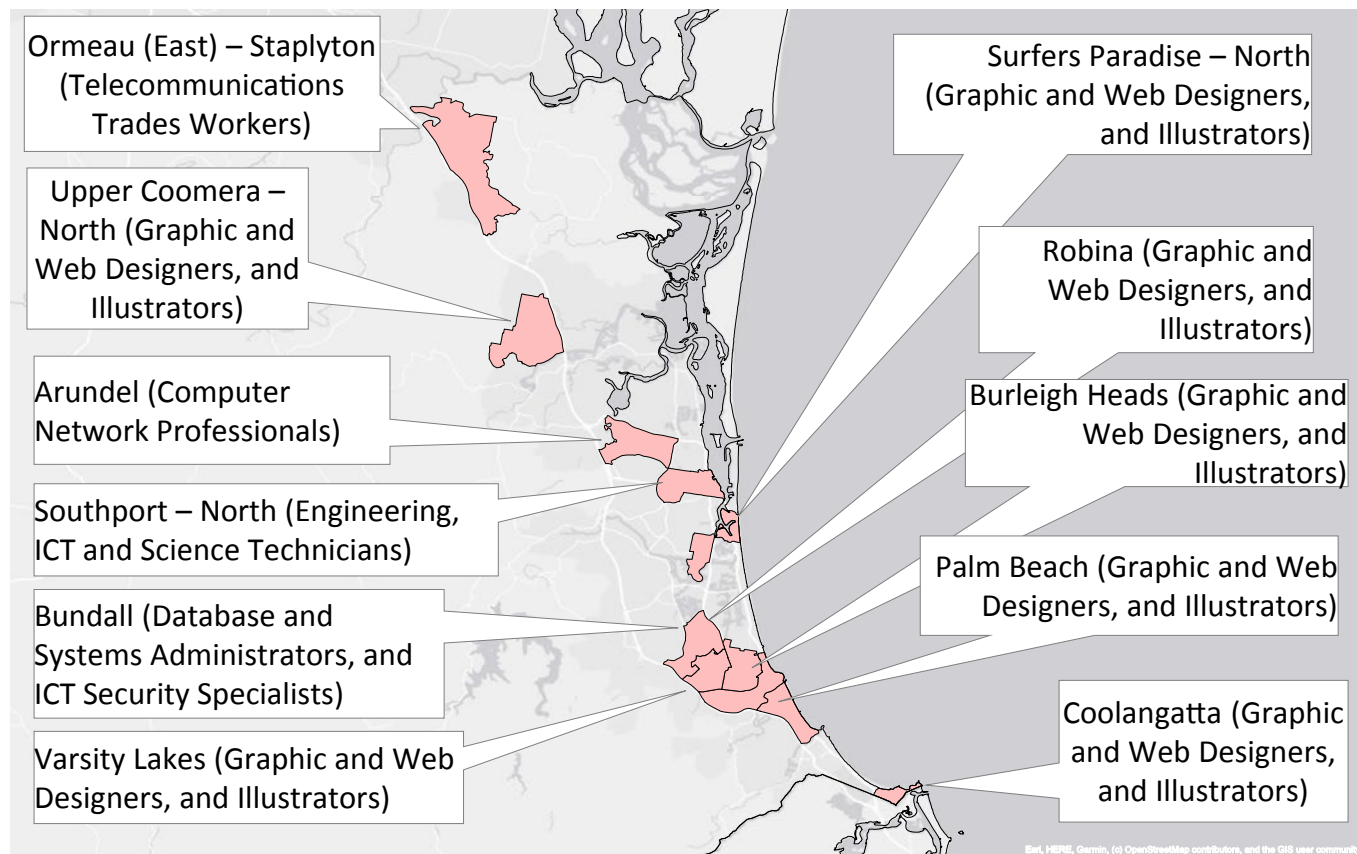 Ormeau (East) – Staplyton
(Telecommunications
Trades Workers)
Upper Coomera –
North (Graphic and
Web Designers, and
Illustrators)
Arundel (Computer
Network Professionals)
Southport – North (Engineering,
ICT and Science Technicians)
Bundall (Database and
Systems Administrators, and
ICT Security Specialists)
Varsity Lakes (Graphic and Web
Designers, and Illustrators)
Surfers Paradise – North
(Graphic and Web Designers,
and Illustrators)
Robina (Graphic and
Web Designers, and
Illustrators)
Burleigh Heads (Graphic and
Web Designers, and
Illustrators)
Palm Beach (Graphic and Web
Designers, and Illustrators)
Coolangatta (Graphic
and Web Designers,
and Illustrators)
Esri, HERE, Garmin, (c) OpenStreetMap contributors, and the GIS user community